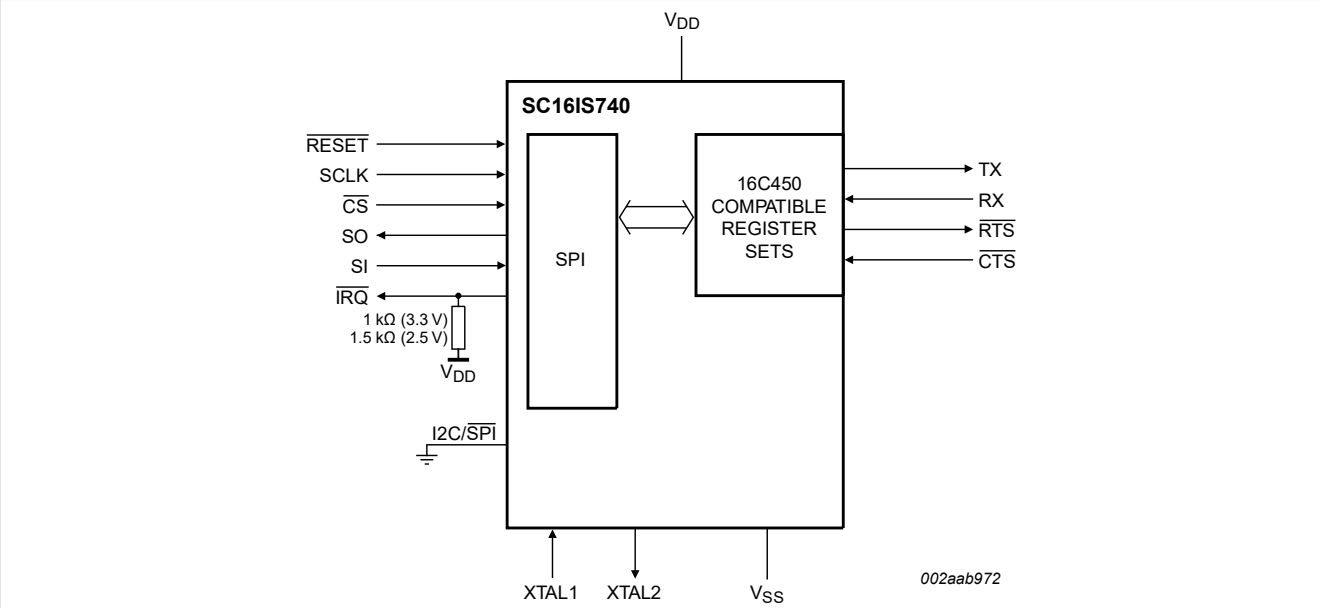 VDD
SC16IS740
RESET
SCLK
CS
SO
SI
IRQ
1 kΩ (3.3 V)
1.5 kΩ (2.5 V)
VDD
I2C/SPI
SPI
16C450
COMPATIBLE
REGISTER
SETS
TX
RX
RTS
CTS
XTAL1
XTAL2
VSS
002aab972